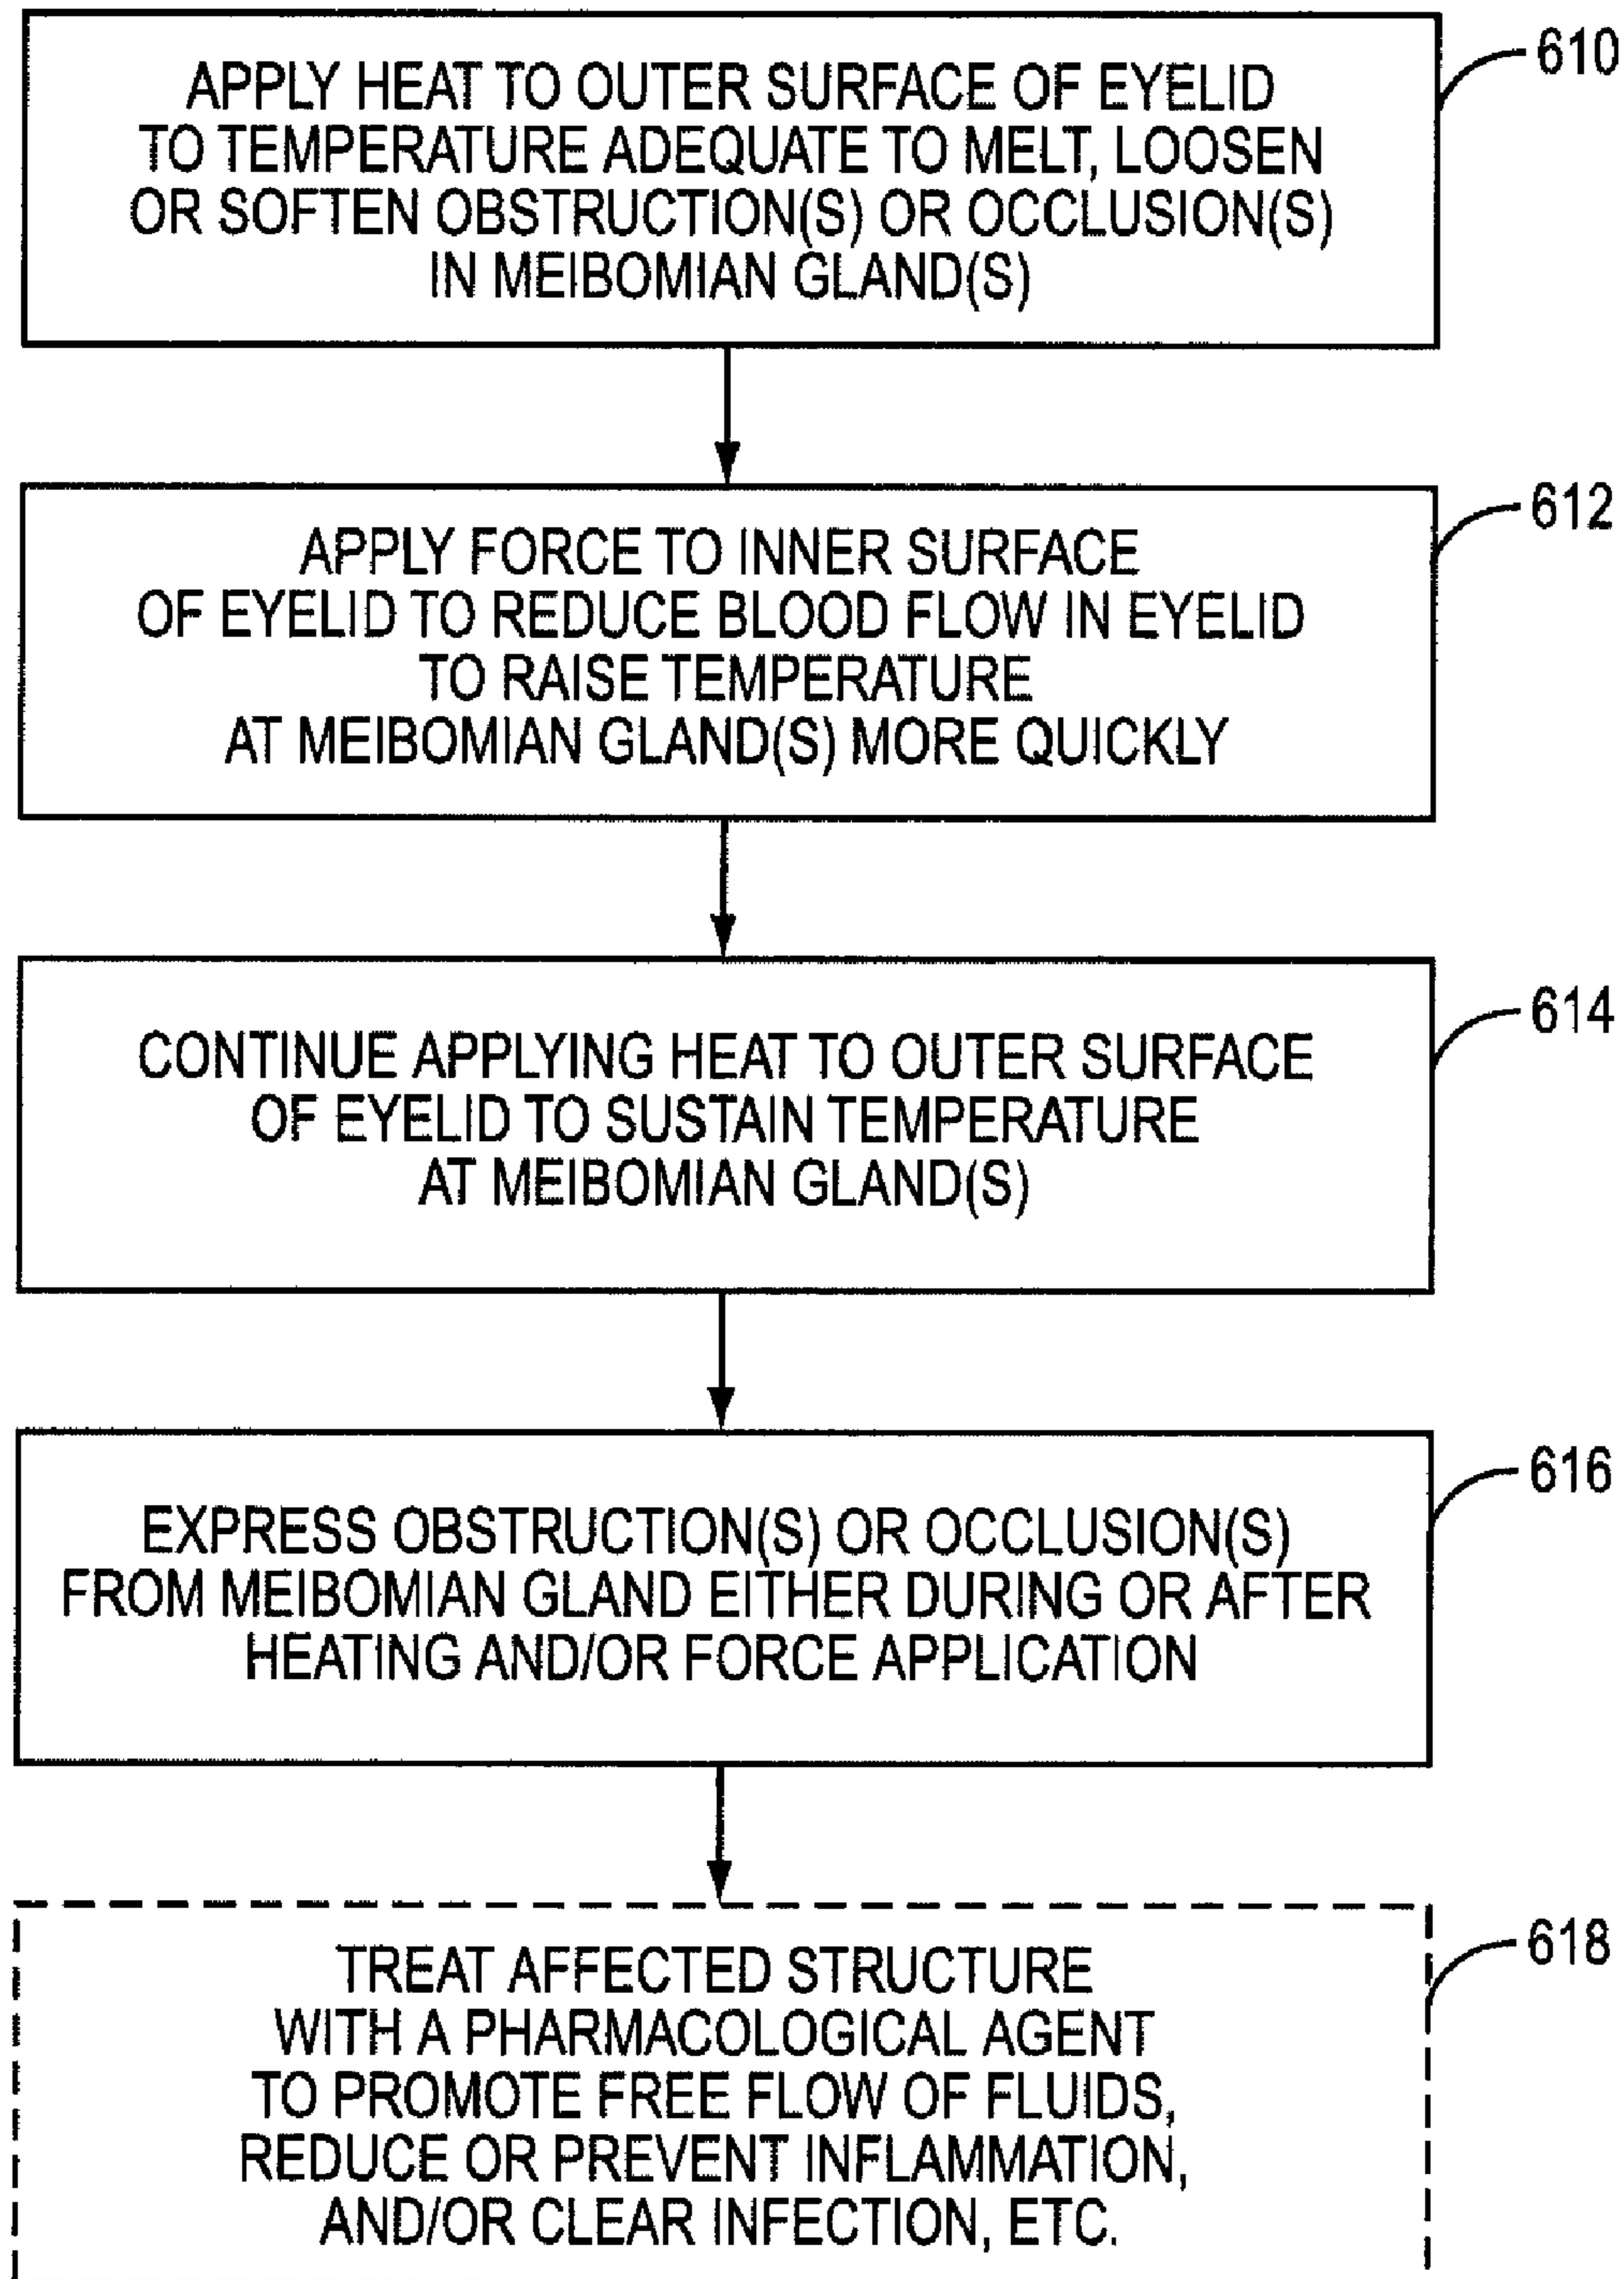 APPLY HEAT TO OUTER SURFACE OF EYELID
TO TEMPERATURE ADEQUATE TO MELT, LOOSEN
OR SOFTEN OBSTRUCTION(S) OR OCCLUSION(S)
IN MEIBOMIAN GLAND(S)
610
APPLY FORCE TO INNER SURFACE
OF EYELID TO REDUCE BLOOD FLOW IN EYELID
TO RAISE TEMPERATURE
AT MEIBOMIAN GLAND(S) MORE QUICKLY
612
CONTINUE APPLYING HEAT TO OUTER SURFACE
OF EYELID TO SUSTAIN TEMPERATURE
AT MEIBOMIAN GLAND(S)
614
EXPRESS OBSTRUCTION(S) OR OCCLUSION(S)
FROM MEIBOMIAN GLAND EITHER DURING OR AFTER
HEATING AND/OR FORCE APPLICATION
616
TREAT AFFECTED STRUCTURE
WITH A PHARMACOLOGICAL AGENT
TO PROMOTE FREE FLOW OF FLUIDS,
REDUCE OR PREVENT INFLAMMATION,
AND/OR CLEAR INFECTION, ETC.
618